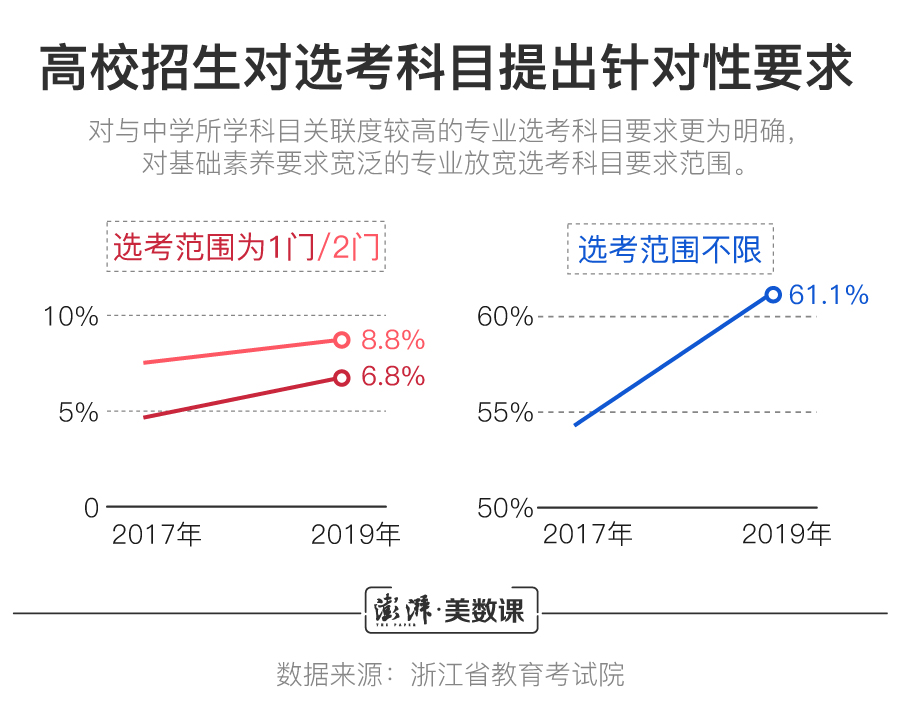 高校招生对选考科目提出针对性要求
对与中学所学科目关联度较高的专业选考科目要求更为明确，
对基础素养要求宽泛的专业放宽选考科目要求范围。
选考范围为1门/2门
10%
8.8%
6.8%
5%
0
2017年 2019年
选考范围不限
61.1%
60%
55%
50%
2017年 2019年
澎湃·美数课
THE PAPER
数据来源：浙江省教育考试院